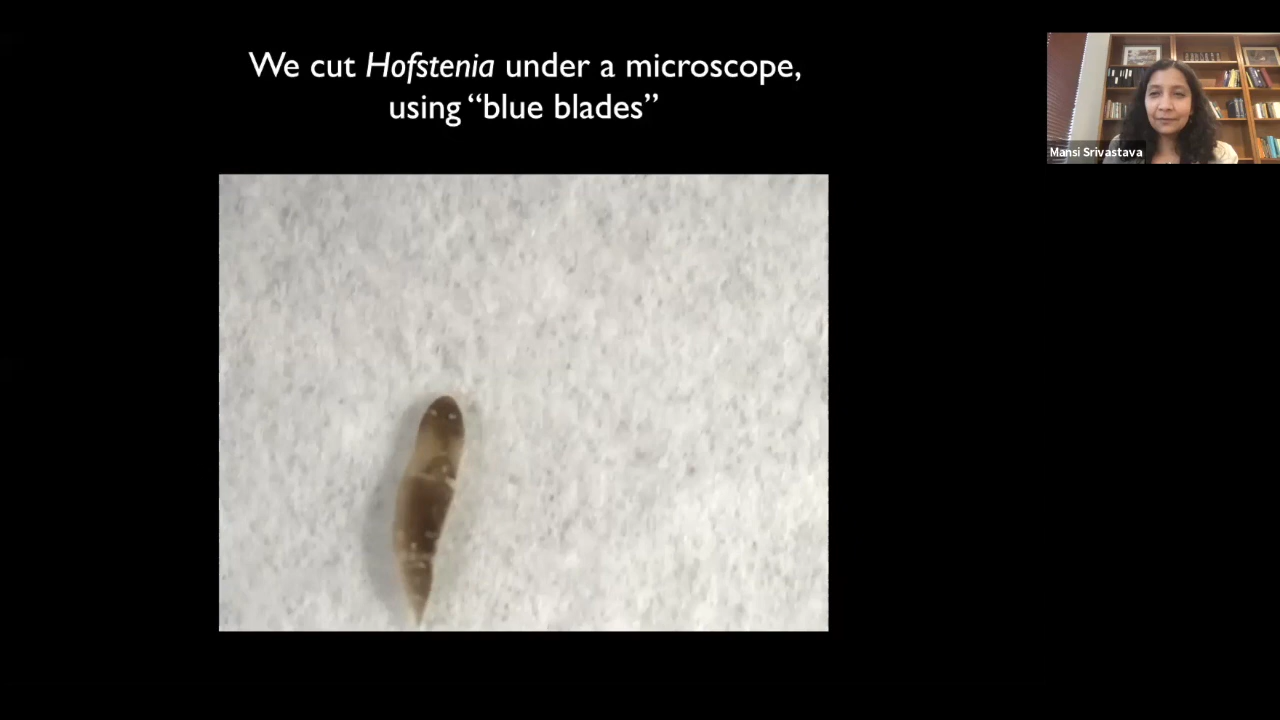 We cut Hofstenia under a microscope,
using “blue blades”
Mansi Srivastava